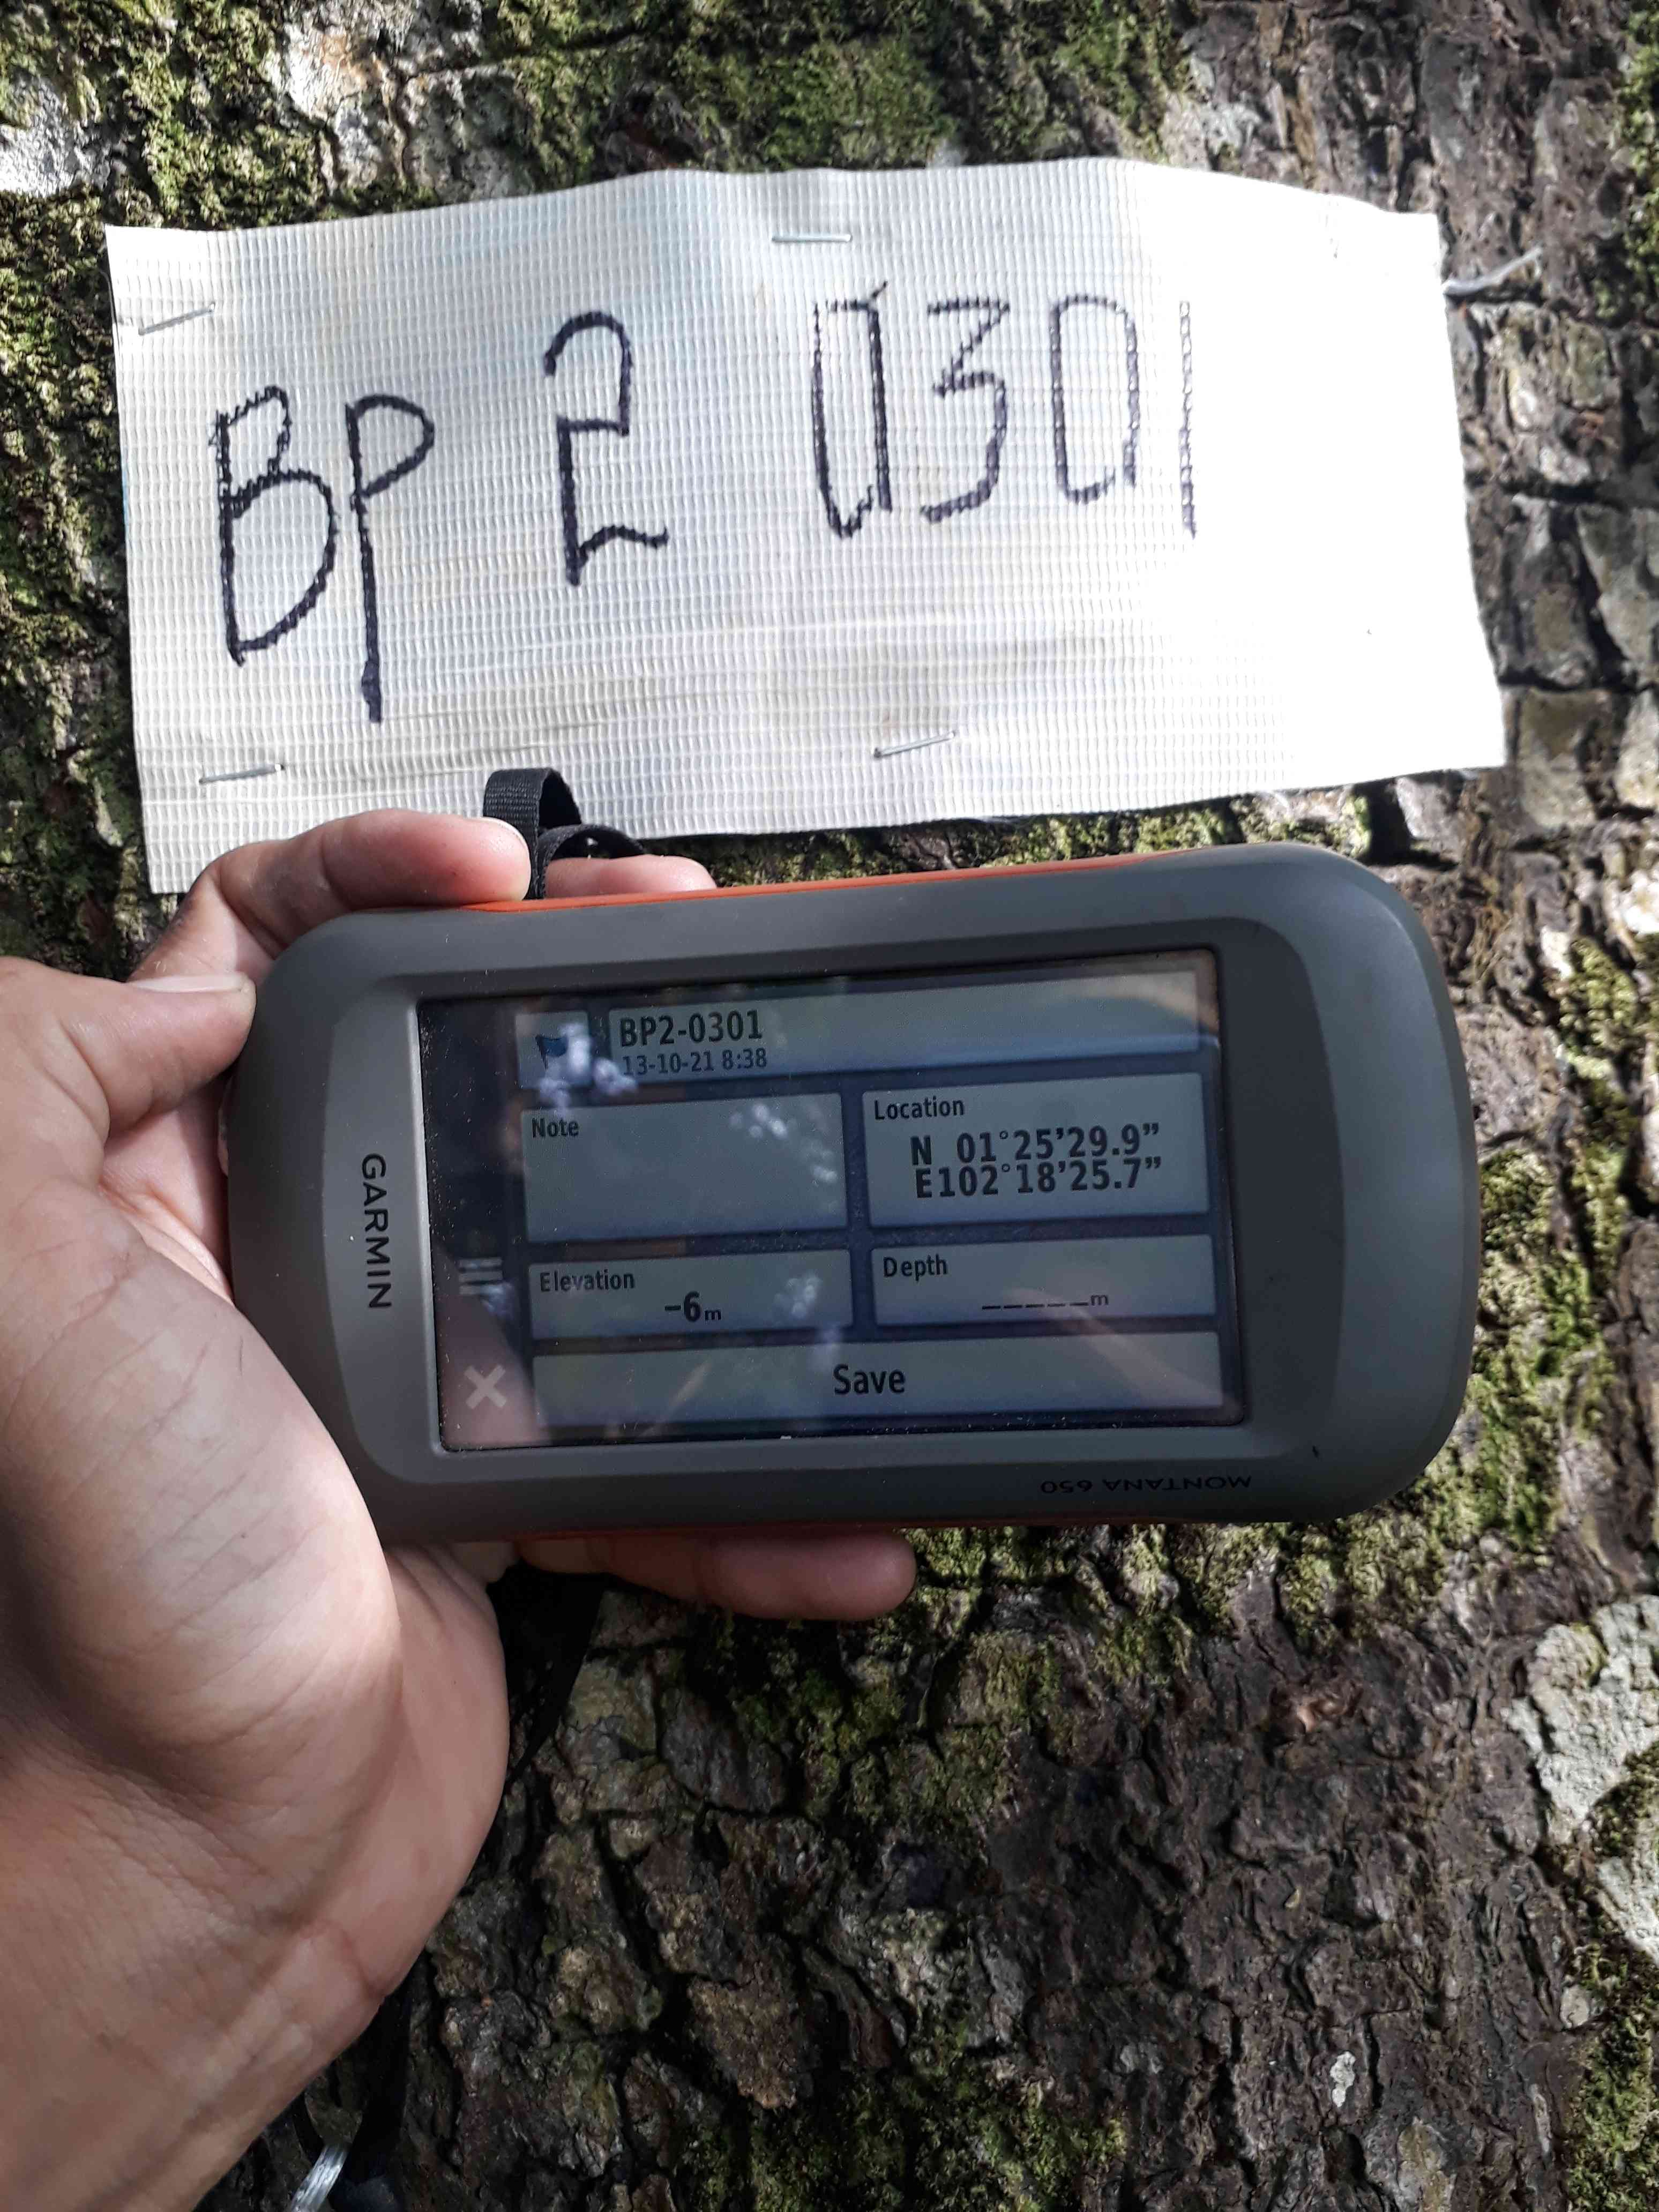 BP 2 0301
BP2-0301
13-10-21 8:38
Note
Location
N 01°25'29.9"
E102°18'25.7"
Elevation
-6m
Depth
_____m
Save
GARMIN
MONTANA 650